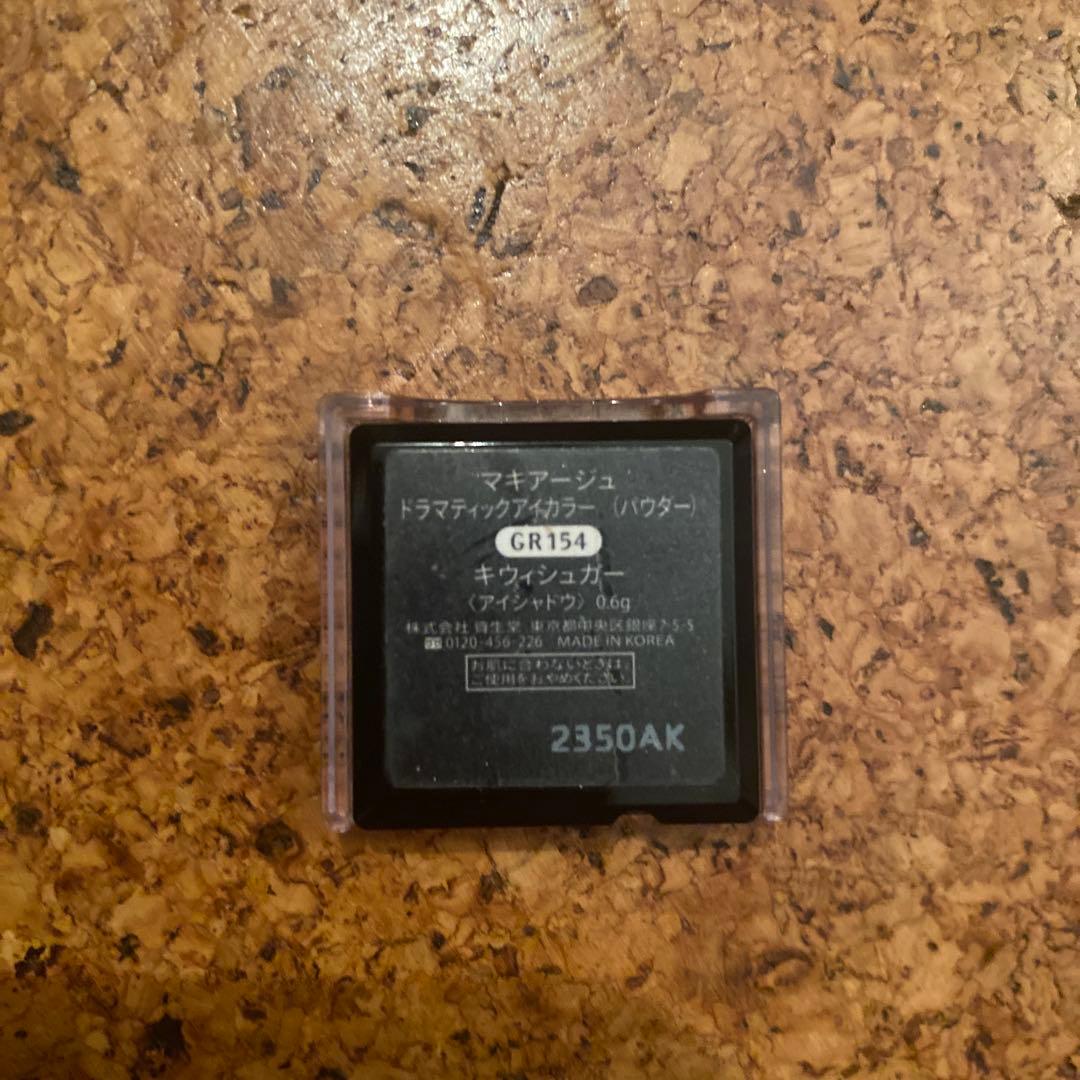 マキアージュ
ドラマティックアイカラー （パウダー）
GR154
キウィシュガー
〈アイシャドウ〉 0.6g
株式会社 資生堂 東京都中央区銀座7-5-5
0120-456-226 MADE IN KOREA
お肌に合わないときは、
ご使用をおやめください。
2350AK